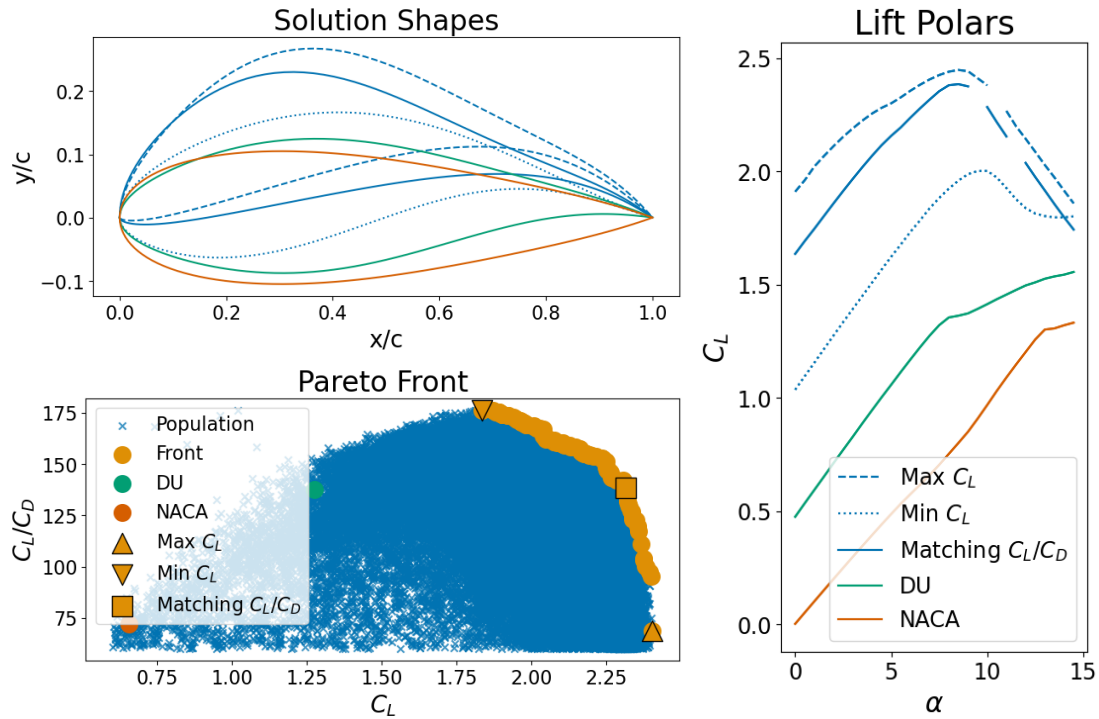 Solution Shapes
y/c
0.2
0.1
0.0
−0.1
0.0
0.2
0.4
0.6
0.8
1.0
x/c
Pareto Front
C_L/C_D
175
150
125
100
75
Population
Front
DU
NACA
Max C_L
Min C_L
Matching C_L/C_D
0.75
1.00
1.25
1.50
1.75
2.00
2.25
C_L
Lift Polars
C_L
2.5
2.0
1.5
1.0
0.5
0.0
Max C_L
Min C_L
Matching C_L/C_D
DU
NACA
0
5
10
15
α